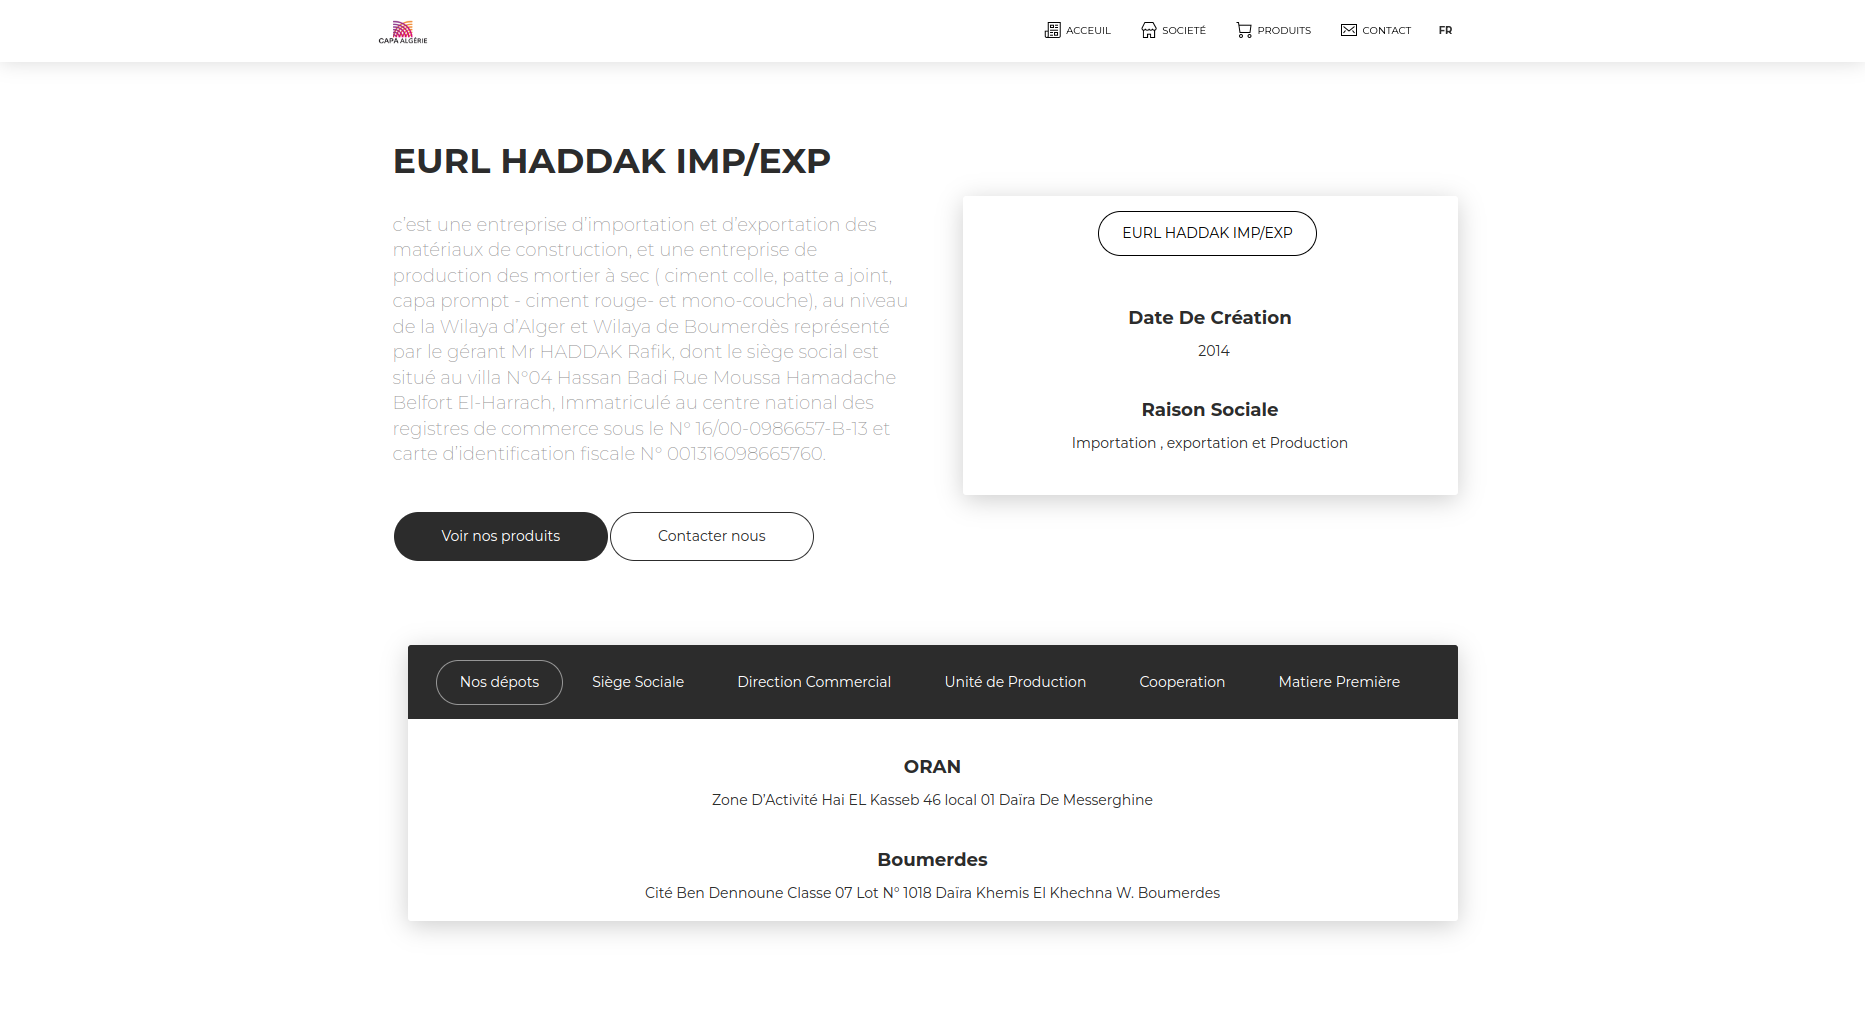 CAPA ALGÉRIE
ACCEUIL
SOCIETÉ
PRODUITS
CONTACT
FR
EURL HADDAK IMP/EXP
c’est une entreprise d’importation et d’exportation des
matériaux de construction, et une entreprise de
production des mortier à sec ( ciment colle, patte a joint,
capa prompt - ciment rouge- et mono-couche), au niveau
de la Wilaya d’Alger et Wilaya de Boumerdès représenté
par le gérant Mr HADDAK Rafik, dont le siège social est
situé au villa N°04 Hassan Badi Rue Moussa Hamadache
Belfort El-Harrach, Immatriculé au centre national des
registres de commerce sous le N° 16/00-0986657-B-13 et
carte d’identification fiscale N° 001316098665760.
Voir nos produits
Contacter nous
EURL HADDAK IMP/EXP
Date De Création
2014
Raison Sociale
Importation , exportation et Production
Nos dépots
Siège Sociale
Direction Commercial
Unité de Production
Cooperation
Matiere Première
ORAN
Zone D’Activité Hai EL Kasseb 46 local 01 Daïra De Messerghine
Boumerdes
Cité Ben Dennoune Classe 07 Lot N° 1018 Daïra Khemis El Khechna W. Boumerdes